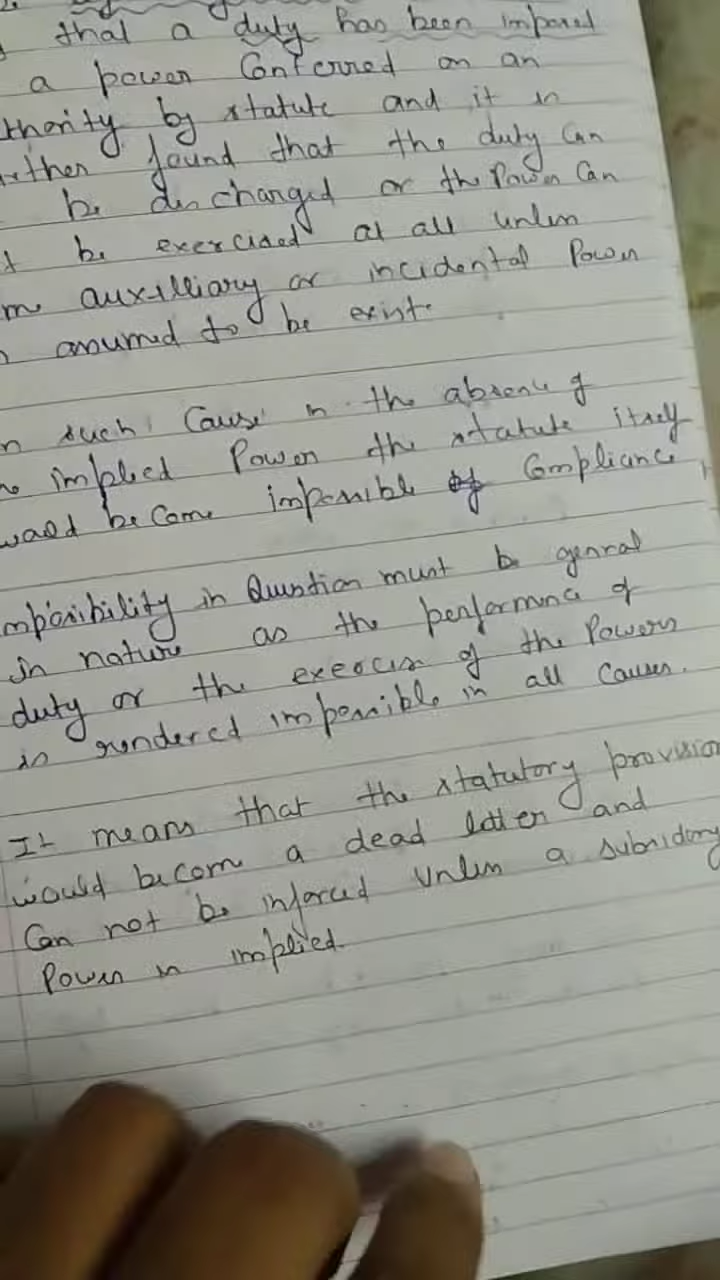 that a duty has been imposed
a power Conferred on an
thority by statute and it is
rther found that the duty Can
be discharged or the Power Can
t be exercised at all unless
me auxilliary or incidental Power
assumed to be exist.
n such Cause in the absence of
implied Power the statute itself
would become impossible Compliance
mpossibility in Question must be genral
in nature as the performance of
duty or the exercise of the Powers
is rendered impossible in all Causes.
It means that the statutory provision
would become a dead letter and
Can not be inforced unless a subsidary
Power is implied.